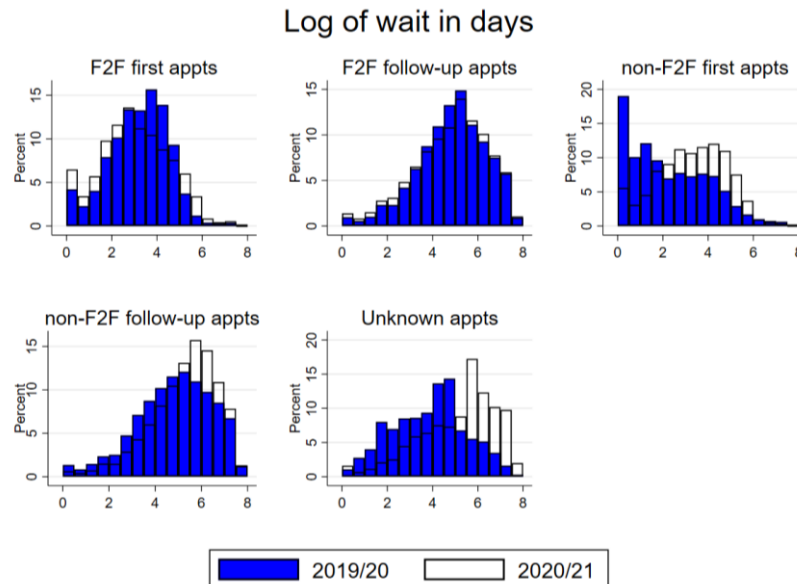 Log of wait in days
F2F first appts
F2F follow-up appts
non-F2F first appts
Percent
15
10
5
0
0 2 4 6 8
Percent
15
10
5
0
0 2 4 6 8
Percent
20
15
10
5
0
0 2 4 6 8
non-F2F follow-up appts
Unknown appts
Percent
15
10
5
0
0 2 4 6 8
Percent
20
15
10
5
0
0 2 4 6 8
2019/20 2020/21